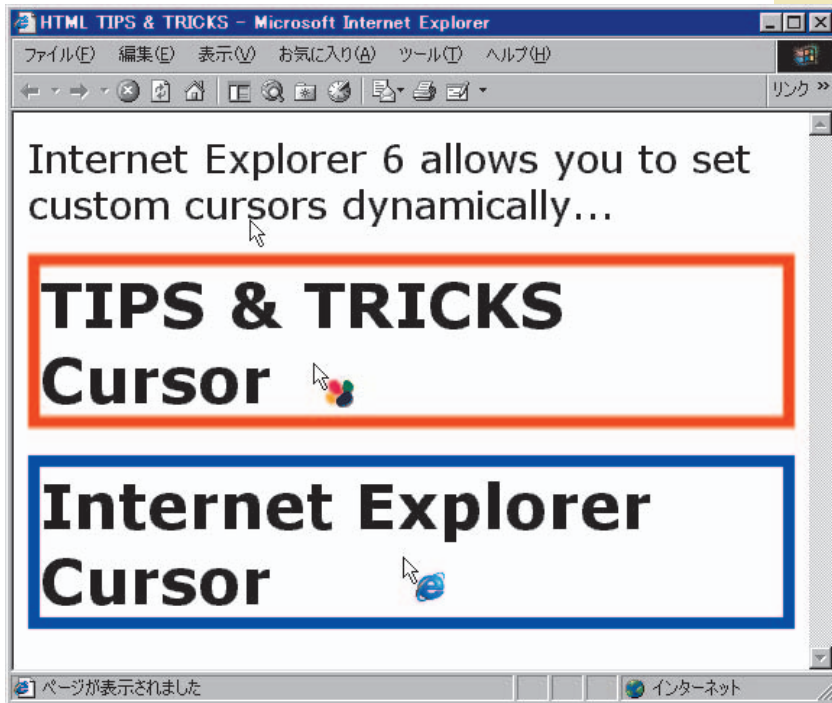 HTML TIPS & TRICKS - Microsoft Internet Explorer
ファイル(F) 編集(E) 表示(V) お気に入り(A) ツール(T) ヘルプ(H)
リンク »
Internet Explorer 6 allows you to set
custom cursors dynamically...
TIPS & TRICKS
Cursor
Internet Explorer
Cursor
ページが表示されました
インターネット